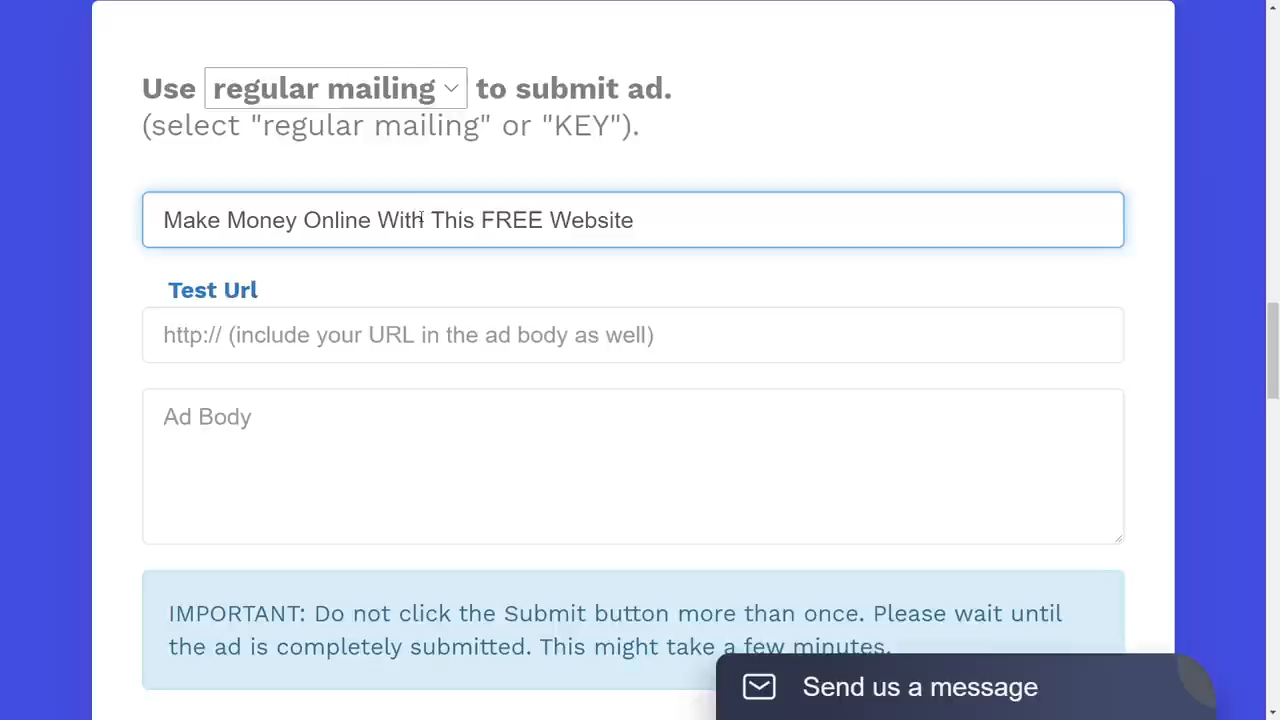 Use regular mailing to submit ad.
(select "regular mailing" or "KEY").
Make Money Online With This FREE Website
Test Url
http:// (include your URL in the ad body as well)
Ad Body
IMPORTANT: Do not click the Submit button more than once. Please wait until
the ad is completely submitted. This might take a few minutes.
Send us a message